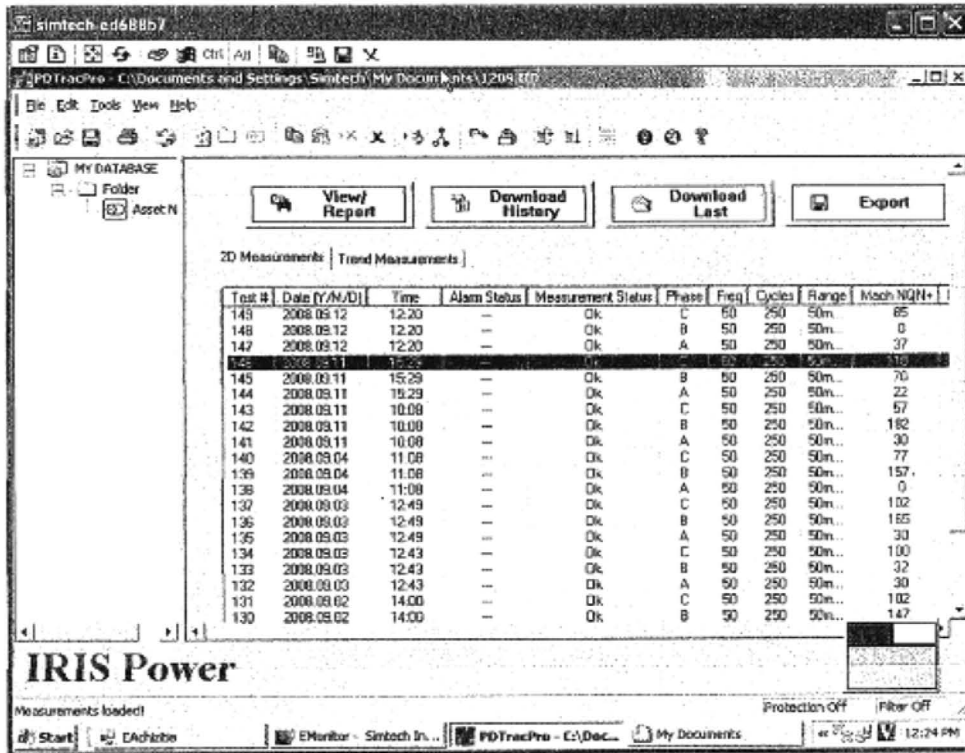 simtech-ed688b7
Ctrl Alt
PDTracPro - C:\Documents and Settings\Simtech\My Documents\1209.
File Edit Tools View Help
MY DATABASE
Folder
Asset N
View/ Report
Download History
Download Last
Export
2D Measurements Trend Measurements
Test # Date (Y/M/D) Time Alarm Status Measurement Status Phase Freq Cycles Range Mach NQN+
149 2008.09.12 12:20 --- Ok C 50 250 50m... 65
148 2008.09.12 12:20 --- Ok B 50 250 50m... 0
147 2008.09.12 12:20 --- Ok A 50 250 50m... 37
145 2008.09.11 15:29 --- Ok B 50 250 50m... 70
144 2008.09.11 15:29 --- Ok A 50 250 50m... 22
143 2008.09.11 10:08 --- Ok C 50 250 50m... 57
142 2008.09.11 10:08 --- Ok B 50 250 50m... 182
141 2008.09.11 10:08 --- Ok A 50 250 50m... 30
140 2008.09.04 11:08 --- Ok C 50 250 50m... 77
139 2008.09.04 11:08 --- Ok B 50 250 50m... 157
138 2008.09.04 11:08 --- Ok A 50 250 50m... 0
137 2008.09.03 12:49 --- Ok C 50 250 50m... 102
136 2008.09.03 12:49 --- Ok B 50 250 50m... 165
135 2008.09.03 12:49 --- Ok A 50 250 50m... 30
134 2008.09.03 12:43 --- Ok C 50 250 50m... 100
133 2008.09.03 12:43 --- Ok B 50 250 50m... 32
132 2008.09.03 12:43 --- Ok A 50 250 50m... 30
131 2008.09.02 14:00 --- Ok C 50 250 50m... 102
130 2008.09.02 14:00 --- Ok B 50 250 50m... 147
IRIS Power
Measurements loaded!
Protection Off Filter Off
Start EMonitor - Simtech In... PDTracPro - C:\Doc... My Documents 12:24 PM